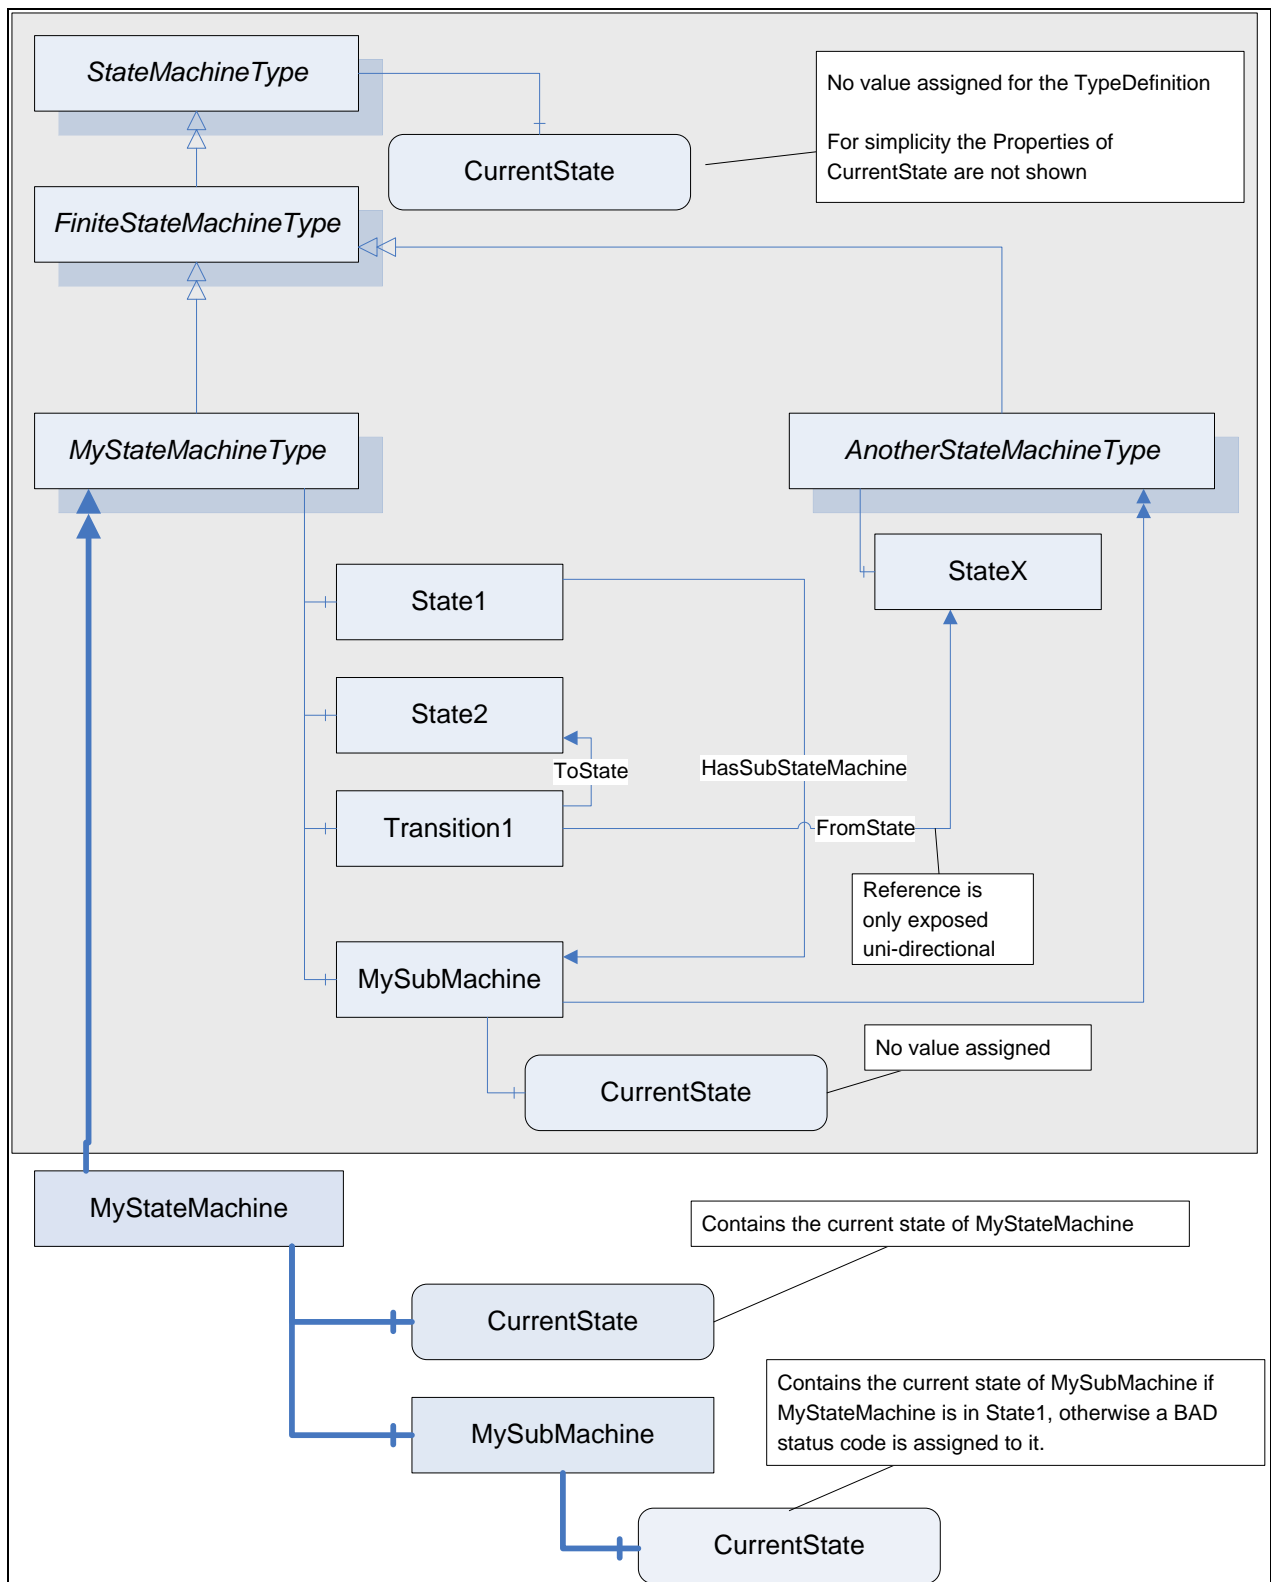 StateMachineType
No value assigned for the TypeDefinition
For simplicity the Properties of
CurrentState are not shown
CurrentState
FiniteStateMachineType
MyStateMachineType
AnotherStateMachineType
State1
StateX
State2
ToState
HasSubStateMachine
Transition1
FromState
Reference is
only exposed
uni-directional
MySubMachine
No value assigned
CurrentState
MyStateMachine
Contains the current state of MyStateMachine
CurrentState
Contains the current state of MySubMachine if
MyStateMachine is in State1, otherwise a BAD
status code is assigned to it.
MySubMachine
CurrentState